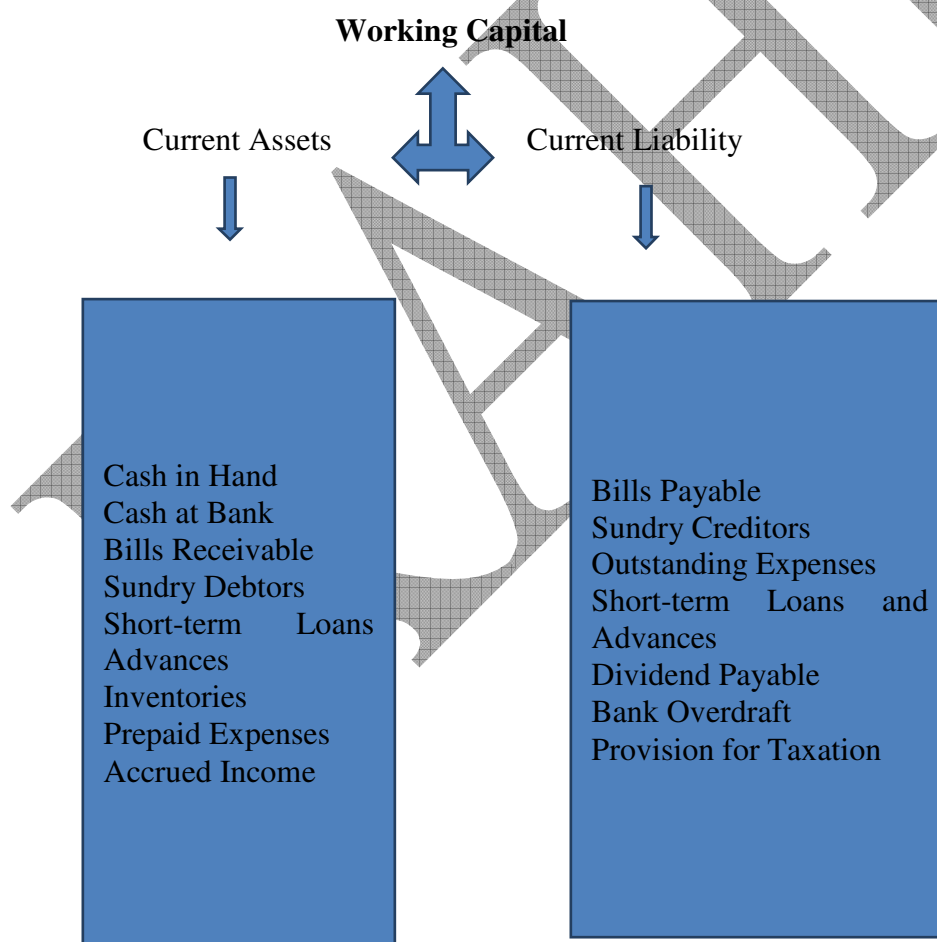 Working Capital
Current Assets
Current Liability
Cash in Hand
Cash at Bank
Bills Receivable
Sundry Debtors
Short-term Loans
Advances
Inventories
Prepaid Expenses
Accrued Income
Bills Payable
Sundry Creditors
Outstanding Expenses
Short-term Loans and
Advances
Dividend Payable
Bank Overdraft
Provision for Taxation